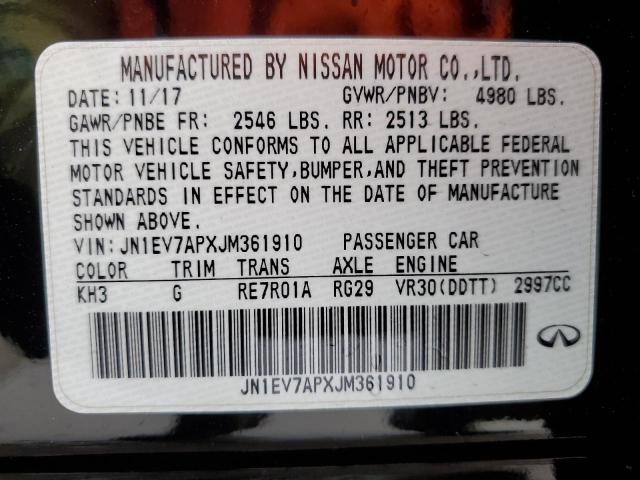 MANUFACTURED BY NISSAN MOTOR CO.,LTD.
DATE: 11/17 GVWR/PNBV: 4980 LBS.
GAWR/PNBE FR: 2546 LBS. RR: 2513 LBS.
THIS VEHICLE CONFORMS TO ALL APPLICABLE FEDERAL
MOTOR VEHICLE SAFETY,BUMPER,AND THEFT PREVENTION
STANDARDS IN EFFECT ON THE DATE OF MANUFACTURE
SHOWN ABOVE.
VIN:JN1EV7APXJM361910 PASSENGER CAR
COLOR TRIM TRANS AXLE ENGINE
KH3 G RE7R01A RG29 VR30(DDTT) 2997CC
JN1EV7APXJM361910